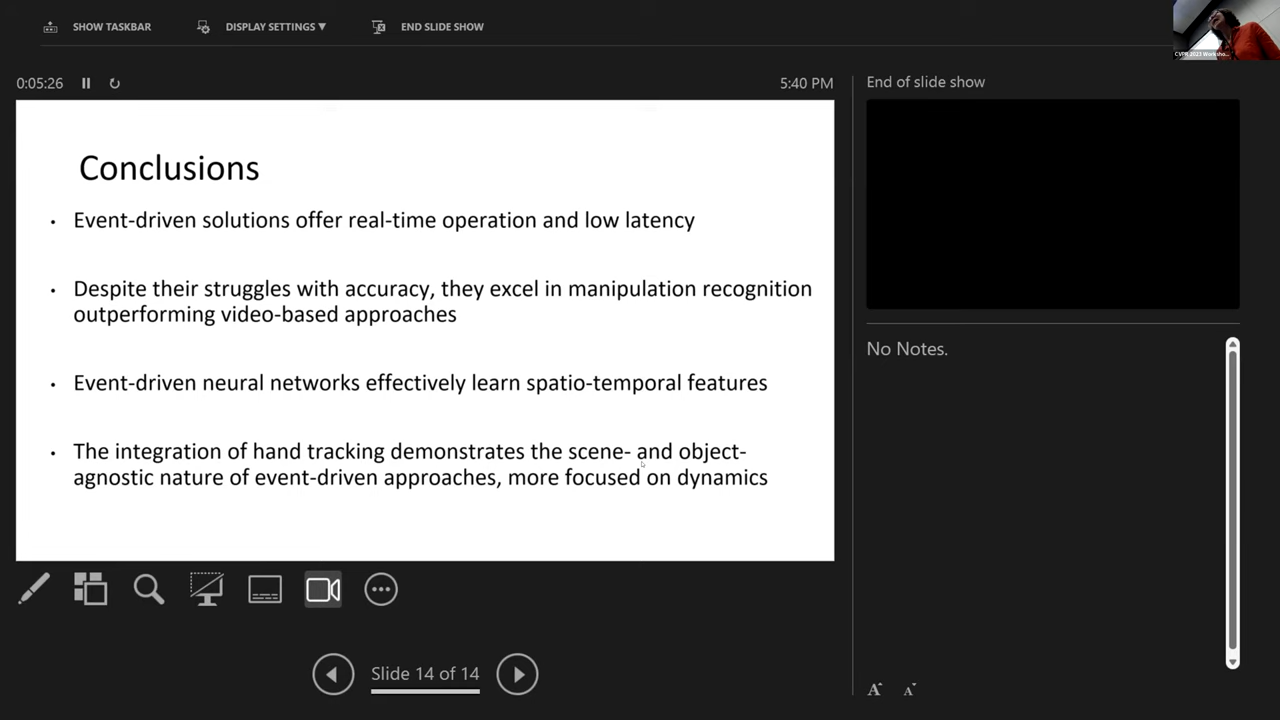 SHOW TASKBAR
DISPLAY SETTINGS ▼
END SLIDE SHOW
CVPR 2023 Worksho...
0:05:26
5:40 PM
End of slide show
Conclusions
• Event-driven solutions offer real-time operation and low latency
• Despite their struggles with accuracy, they excel in manipulation recognition
outperforming video-based approaches
• Event-driven neural networks effectively learn spatio-temporal features
• The integration of hand tracking demonstrates the scene- and object-
agnostic nature of event-driven approaches, more focused on dynamics
No Notes.
Slide 14 of 14
A A